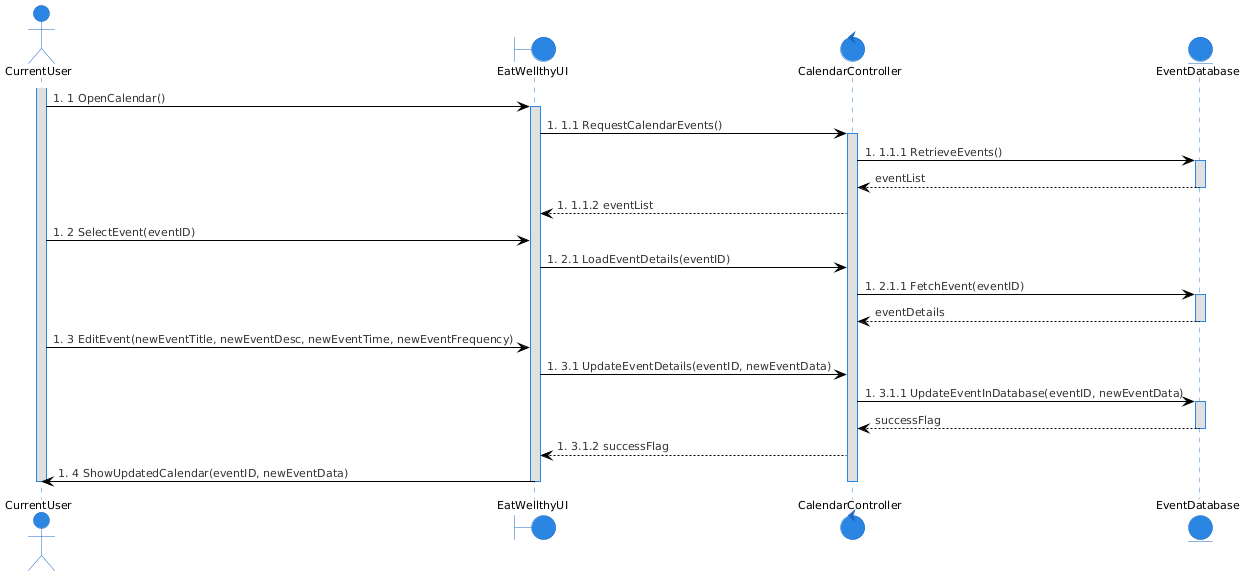 CurrentUser
EatWellthyUI
CalendarController
EventDatabase
1. 1 OpenCalendar()
1. 1.1 RequestCalendarEvents()
1. 1.1.1 RetrieveEvents()
eventList
1. 1.1.2 eventList
1. 2 SelectEvent(eventID)
1. 2.1 LoadEventDetails(eventID)
1. 2.1.1 FetchEvent(eventID)
eventDetails
1. 3 EditEvent(newEventTitle, newEventDesc, newEventTime, newEventFrequency)
1. 3.1 UpdateEventDetails(eventID, newEventData)
1. 3.1.1 UpdateEventInDatabase(eventID, newEventData)
successFlag
1. 3.1.2 successFlag
1. 4 ShowUpdatedCalendar(eventID, newEventData)
CurrentUser
EatWellthyUI
CalendarController
EventDatabase